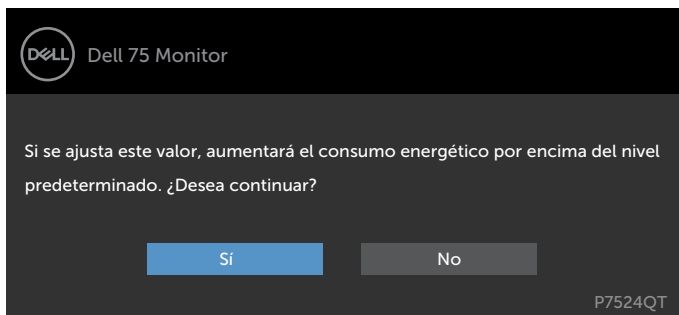 DELL Dell 75 Monitor
Si se ajusta este valor, aumentará el consumo energético por encima del nivel
predeterminado. ¿Desea continuar?
Sí No
P7524QT